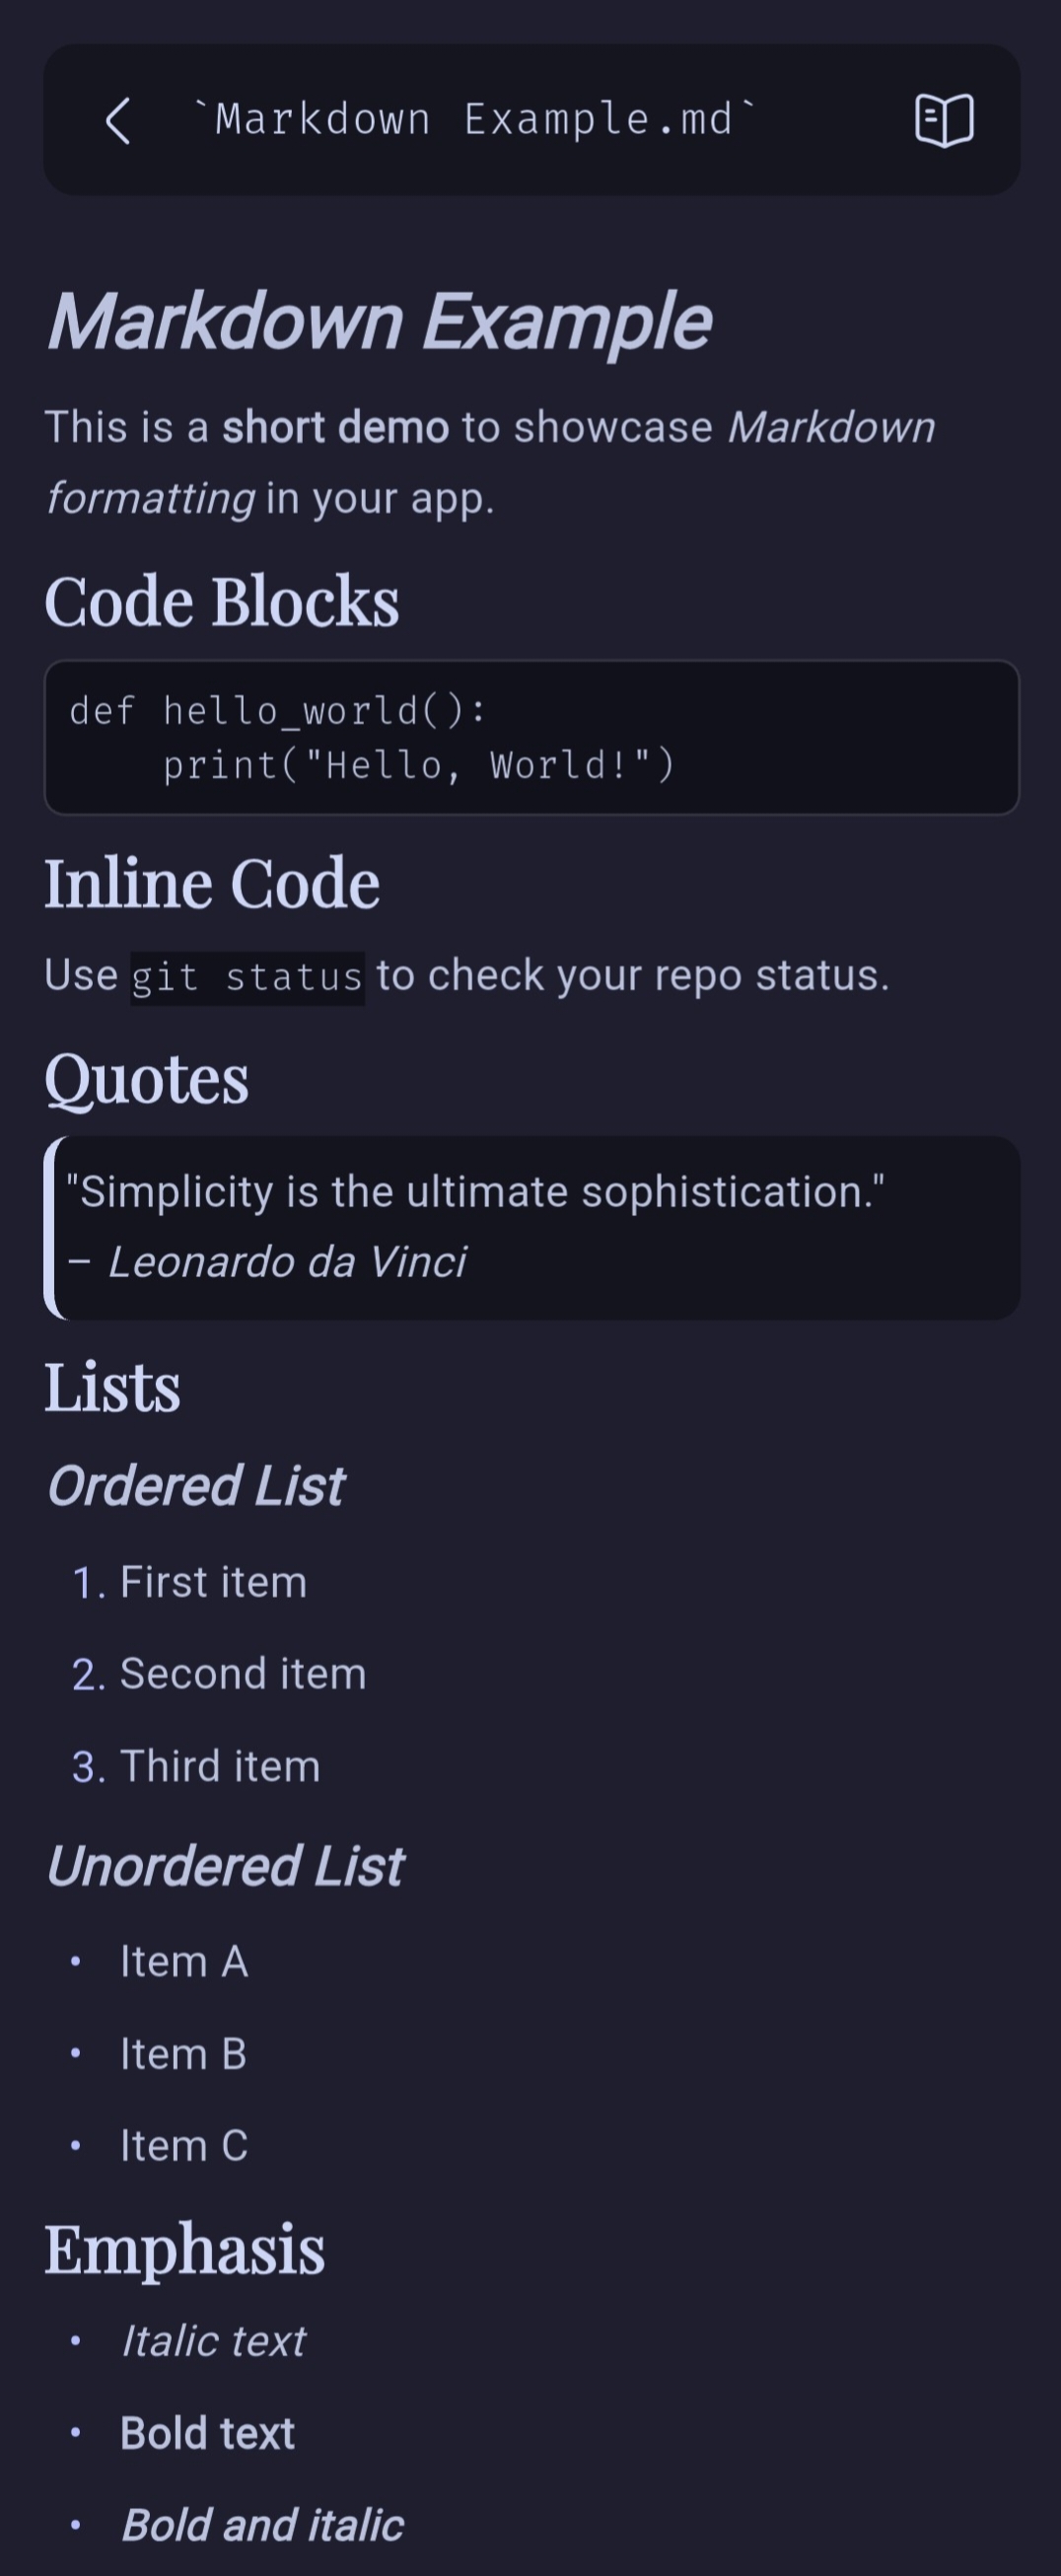 `Markdown Example.md`
Markdown Example
This is a short demo to showcase Markdown
formatting in your app.
Code Blocks
def hello_world():
    print("Hello, World!")
Inline Code
Use git status to check your repo status.
Quotes
"Simplicity is the ultimate sophistication."
– Leonardo da Vinci
Lists
Ordered List
1. First item
2. Second item
3. Third item
Unordered List
• Item A
• Item B
• Item C
Emphasis
• Italic text
• Bold text
• Bold and italic